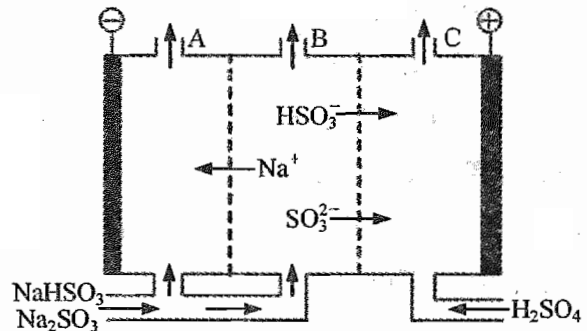 ⊖ A B C ⊕
HSO₃⁻
Na⁺
SO₃²⁻
NaHSO₃
Na₂SO₃
H₂SO₄